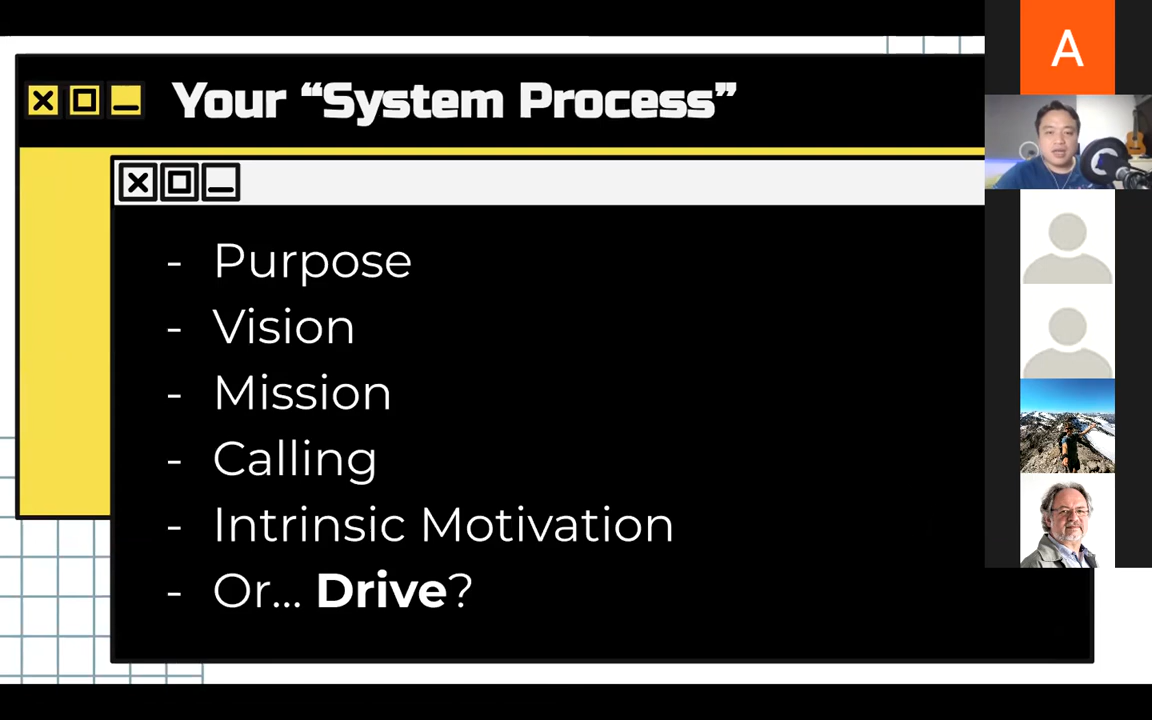 Your “System Process”
- Purpose
- Vision
- Mission
- Calling
- Intrinsic Motivation
- Or... Drive?
A